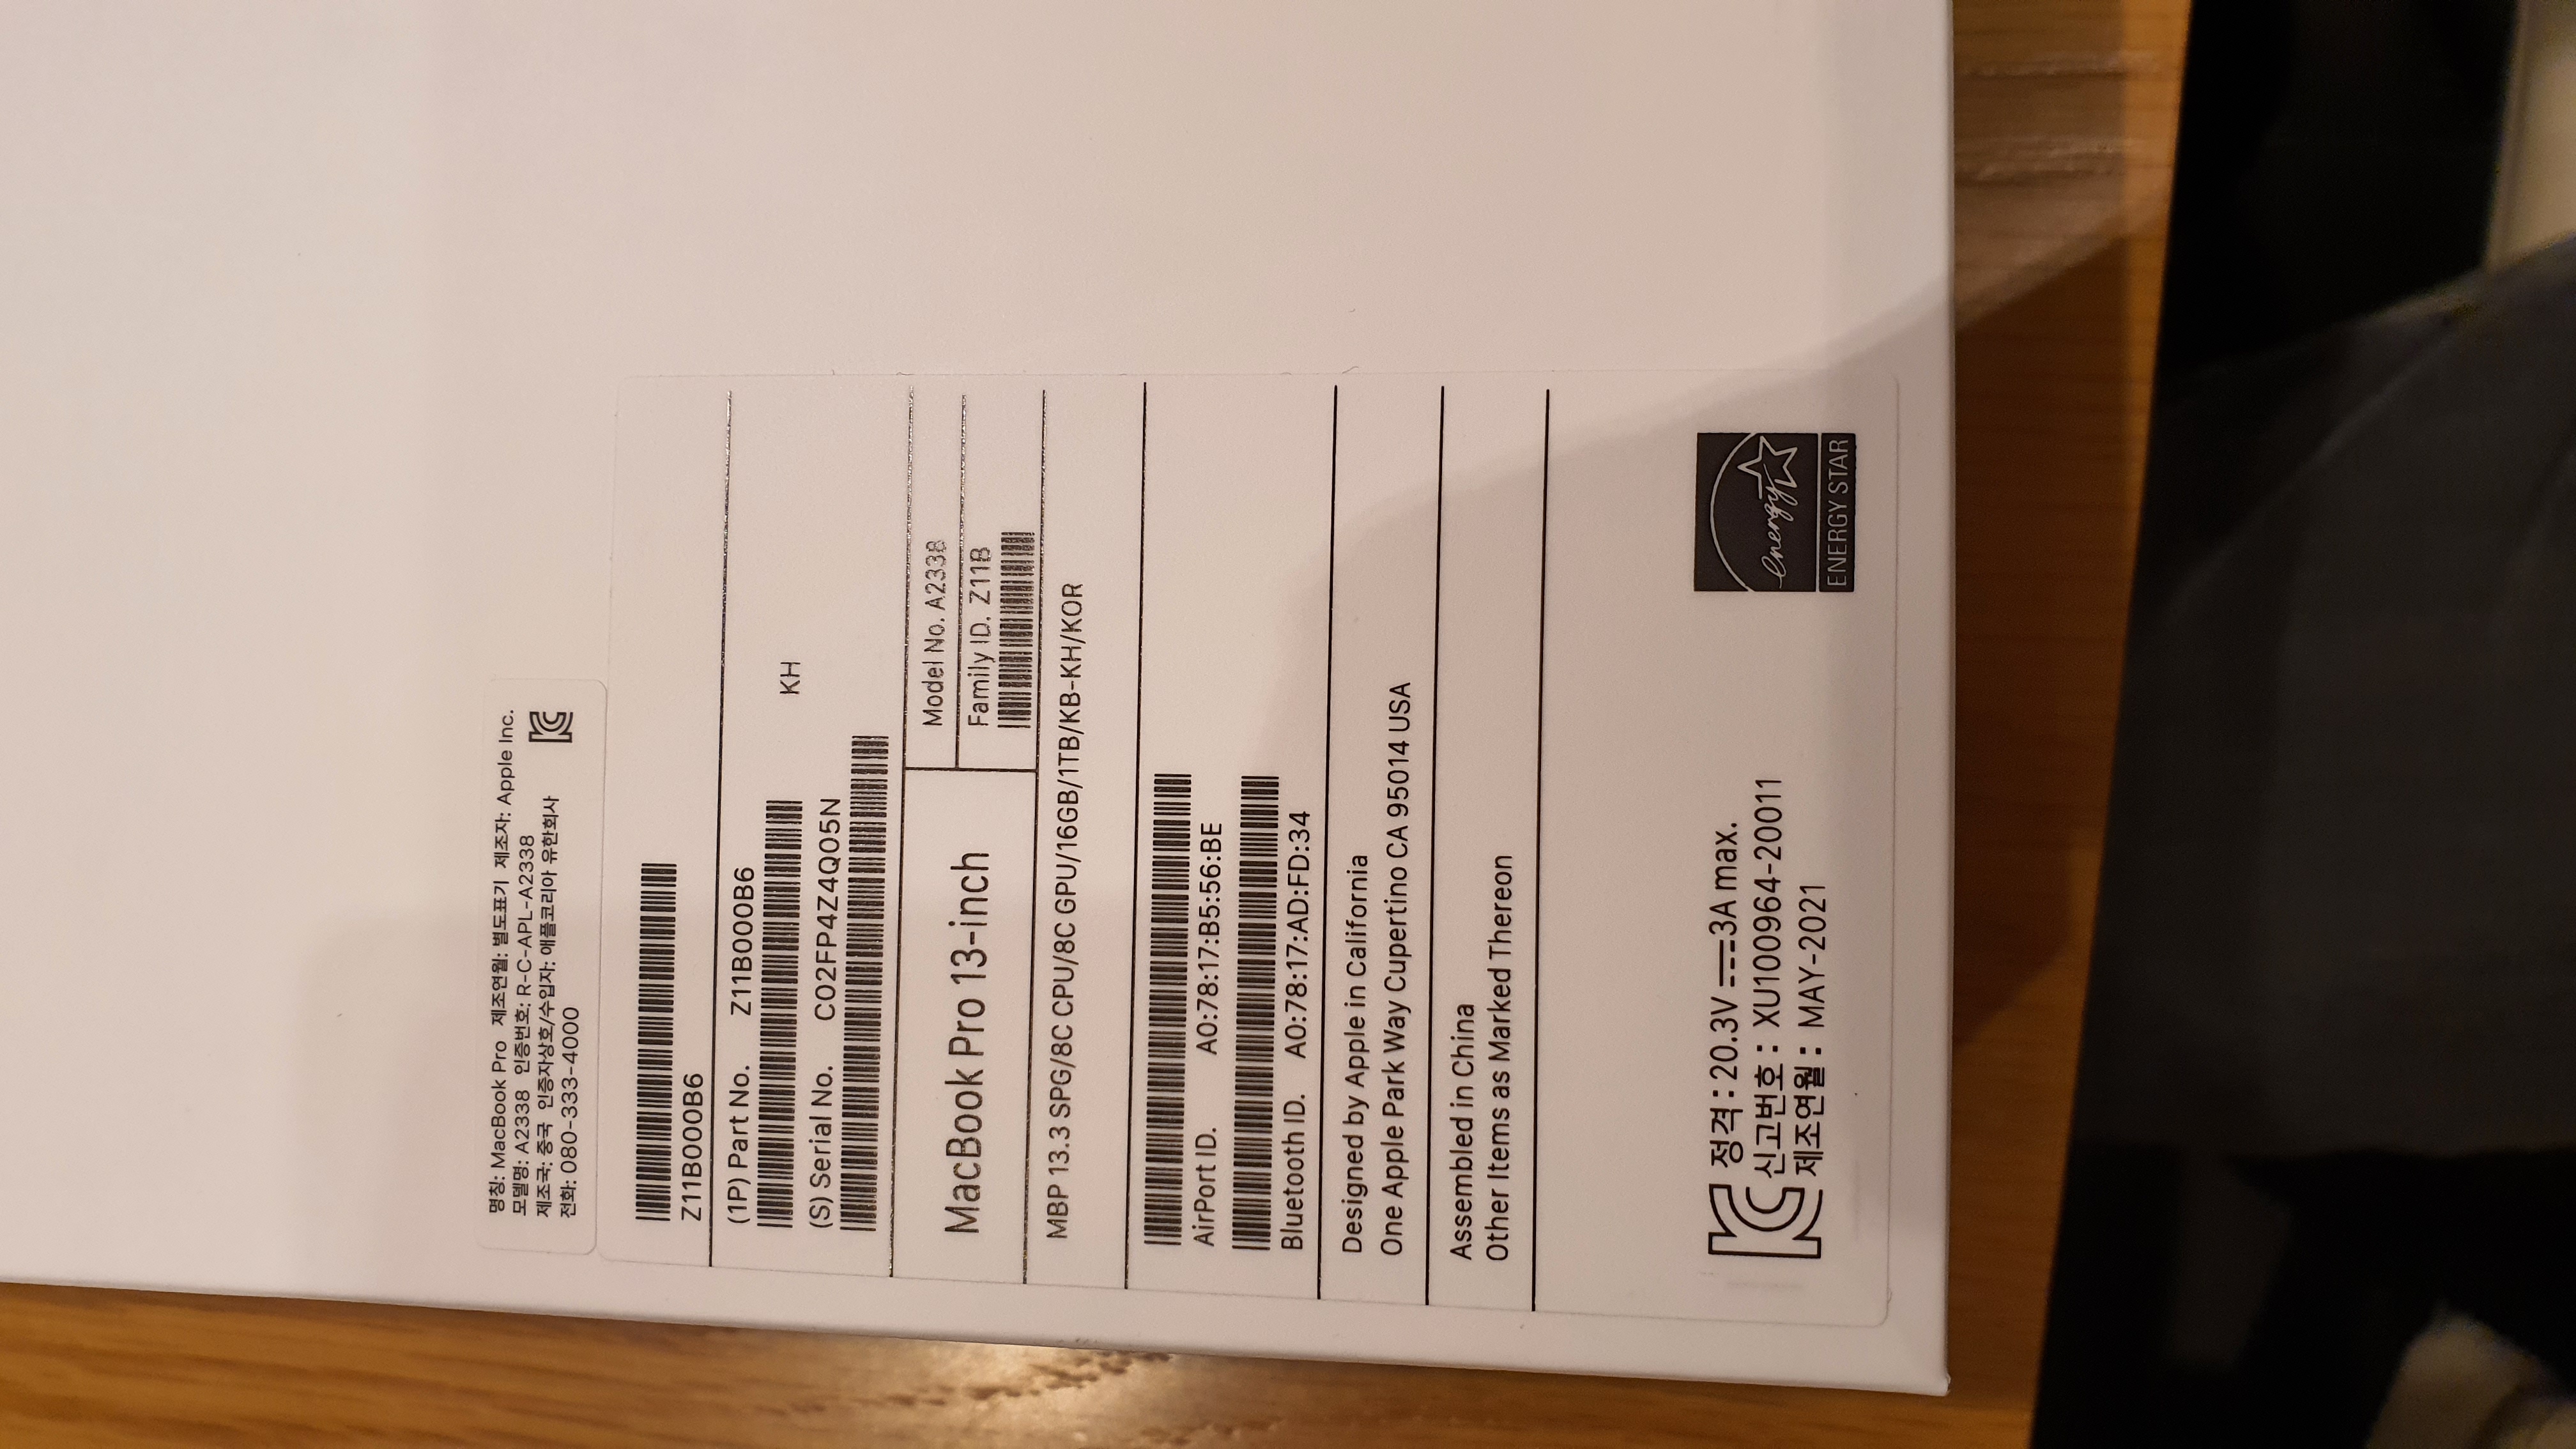 명칭: MacBook Pro 제조연월: 별도표기 제조자: Apple Inc.
모델명: A2338 인증번호: R-C-APL-A2338
제조국: 중국 인증자상호/수입자: 애플코리아 유한회사
전화: 080-333-4000
Z11B000B6
(1P) Part No. Z11B000B6
KH
(S) Serial No. C02FP4Z4Q05N
MacBook Pro 13-inch
Model No. A2338
Family ID. Z11B
MBP 13.3 SPG/8C CPU/8C GPU/16GB/1TB/KB-KH/KOR
AirPort ID. A0:78:17:B5:56:BE
Bluetooth ID. A0:78:17:AD:FD:34
Designed by Apple in California
One Apple Park Way Cupertino CA 95014 USA
Assembled in China
Other Items as Marked Thereon
정격: 20.3V ⎓3A max.
신고번호: XU100964-20011
제조연월: MAY-2021
energy
ENERGY STAR